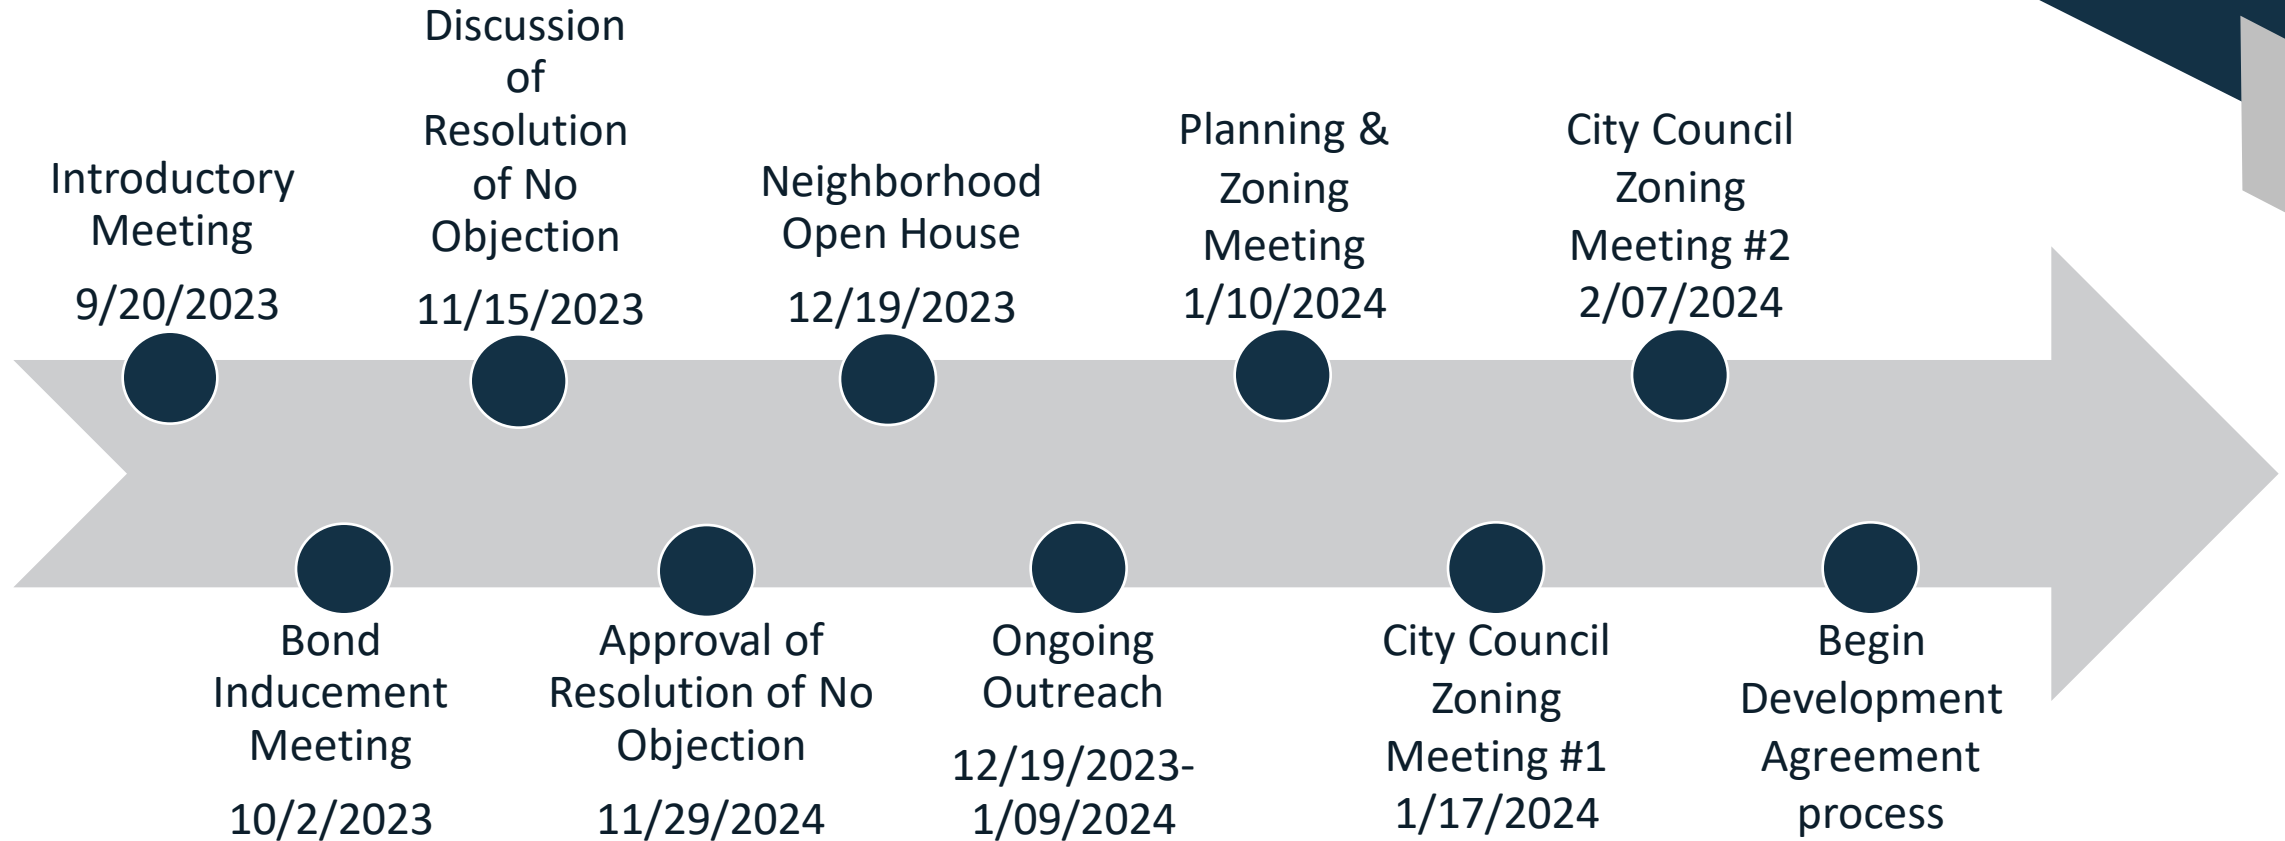 Introductory
Meeting
9/20/2023
Bond
Inducement
Meeting
10/2/2023
Discussion
of
Resolution
of No
Objection
11/15/2023
Approval of
Resolution of No
Objection
11/29/2024
Neighborhood
Open House
12/19/2023
Ongoing
Outreach
12/19/2023-
1/09/2024
Planning &
Zoning
Meeting
1/10/2024
City Council
Zoning
Meeting #1
1/17/2024
City Council
Zoning
Meeting #2
2/07/2024
Begin
Development
Agreement
process